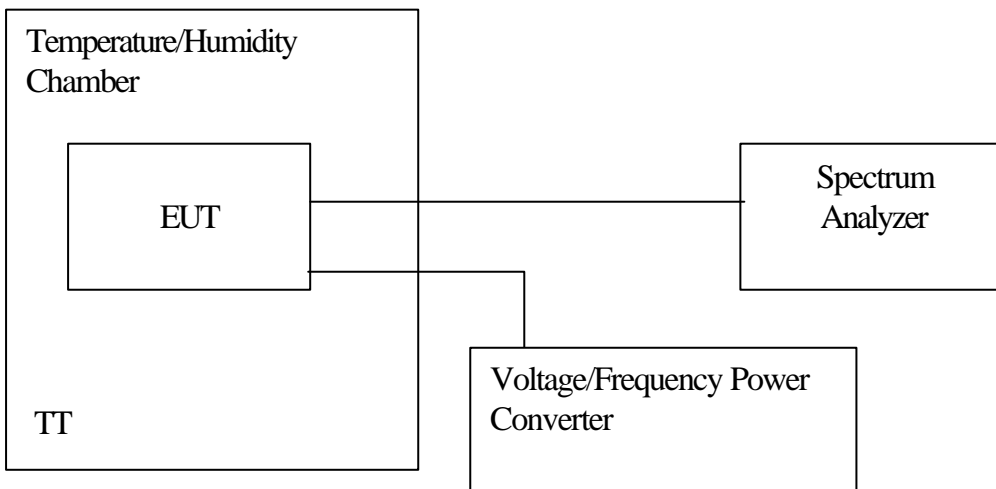 Temperature/Humidity
Chamber
EUT
Spectrum
Analyzer
Voltage/Frequency Power
Converter
TT